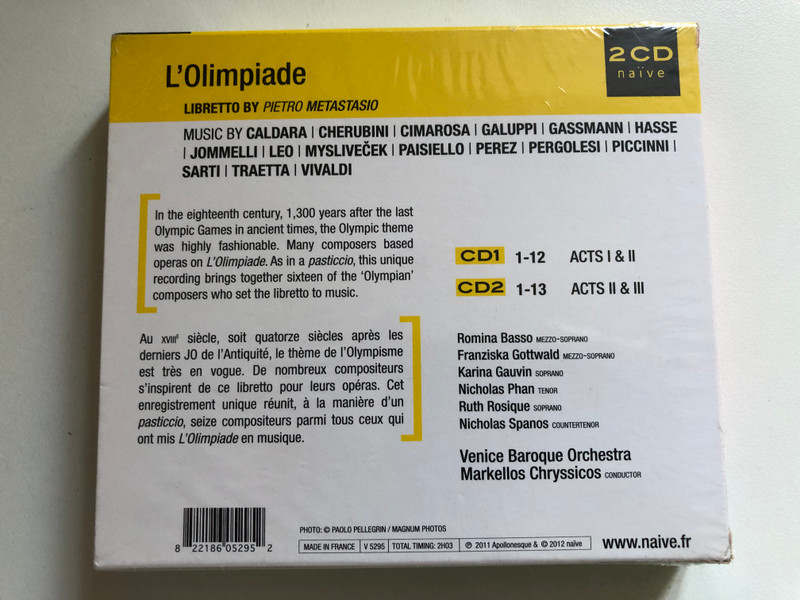 L'Olimpiade
2CD
naïve
LIBRETTO BY PIETRO METASTASIO
MUSIC BY CALDARA | CHERUBINI | CIMAROSA | GALUPPI | GASSMANN | HASSE
| JOMMELLI | LEO | MYSLIVEČEK | PAISIELLO | PEREZ | PERGOLESI | PICCINNI |
SARTI | TRAETTA | VIVALDI
In the eighteenth century, 1,300 years after the last
Olympic Games in ancient times, the Olympic theme
was highly fashionable. Many composers based
operas on L'Olimpiade. As in a pasticcio, this unique
recording brings together sixteen of the 'Olympian'
composers who set the libretto to music.
Au XVIIIe siècle, soit quatorze siècles après les
derniers JO de l'Antiquité, le thème de l'Olympisme
est très en vogue. De nombreux compositeurs
s'inspirent de ce libretto pour leurs opéras. Cet
enregistrement unique réunit, à la manière d'un
pasticcio, seize compositeurs parmi tous ceux qui
ont mis L'Olimpiade en musique.
CD1 1-12 ACTS I & II
CD2 1-13 ACTS II & III
Romina Basso MEZZO-SOPRANO
Franziska Gottwald MEZZO-SOPRANO
Karina Gauvin SOPRANO
Nicholas Phan TENOR
Ruth Rosique SOPRANO
Nicholas Spanos COUNTERTENOR
Venice Baroque Orchestra
Markellos Chryssicos CONDUCTOR
8 22186 05295 2
PHOTO: © PAOLO PELLEGRIN / MAGNUM PHOTOS
MADE IN FRANCE | V 5295 | TOTAL TIMING: 2H03 | ℗ 2011 Apollonesque & © 2012 naïve
www.naive.fr